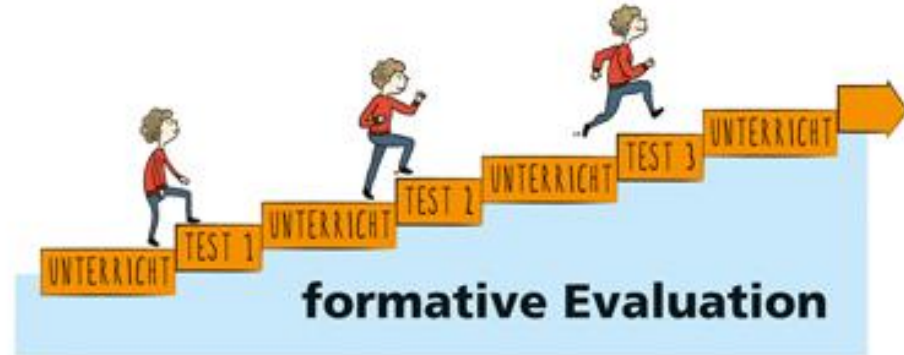 UNTERRICHT
TEST 1
UNTERRICHT
TEST 2
UNTERRICHT
TEST 3
UNTERRICHT
formative Evaluation